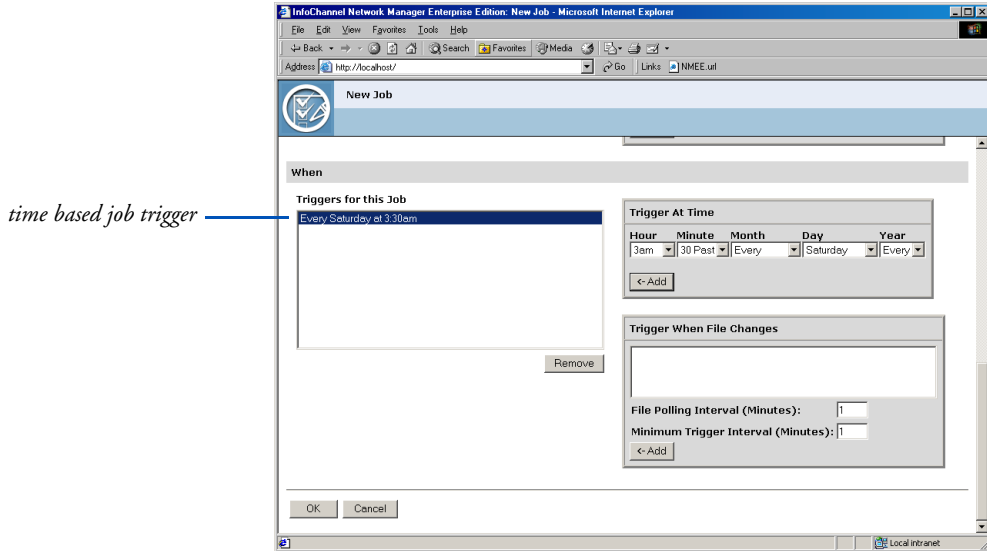 InfoChannel Network Manager Enterprise Edition: New Job - Microsoft Internet Explorer
File Edit View Favorites Tools Help
Back Search Favorites Media
Address http://localhost/ Go Links NMEE.url
New Job
When
Triggers for this Job
time based job trigger
Every Saturday at 3:30am
Remove
Trigger At Time
Hour Minute Month Day Year
3am 30 Past Every Saturday Every
<- Add
Trigger When File Changes
File Polling Interval (Minutes): 1
Minimum Trigger Interval (Minutes): 1
<- Add
OK Cancel
Local intranet